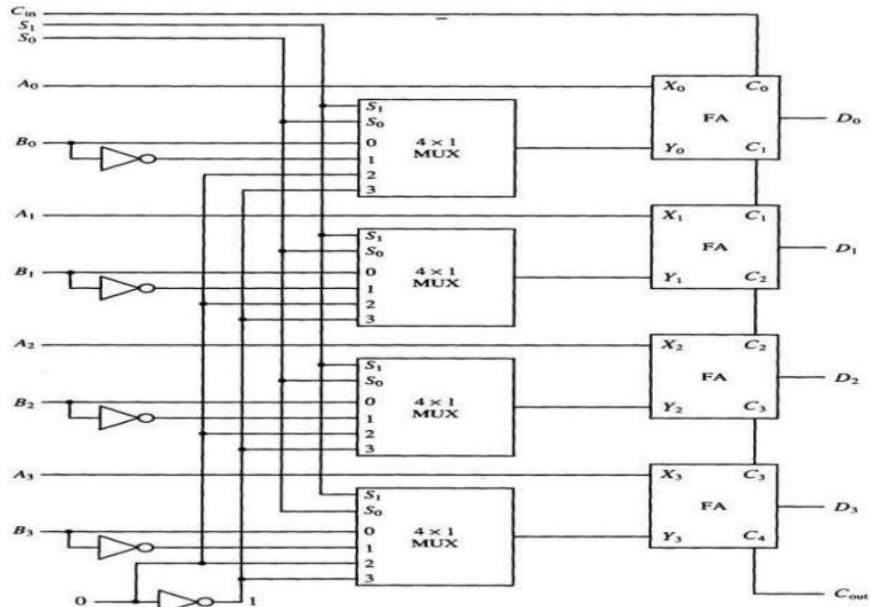 Cin
S1
S0
A0
X0 C0
S1
S0
4 × 1
MUX
FA
D0
B0
0
1
2
3
Y0 C1
A1
X1 C1
S1
S0
4 × 1
MUX
FA
D1
B1
0
1
2
3
Y1 C2
A2
X2 C2
S1
S0
4 × 1
MUX
FA
D2
B2
0
1
2
3
Y2 C3
A3
X3 C3
S1
S0
4 × 1
MUX
FA
D3
B3
0
1
2
3
Y3 C4
0
1
Cout